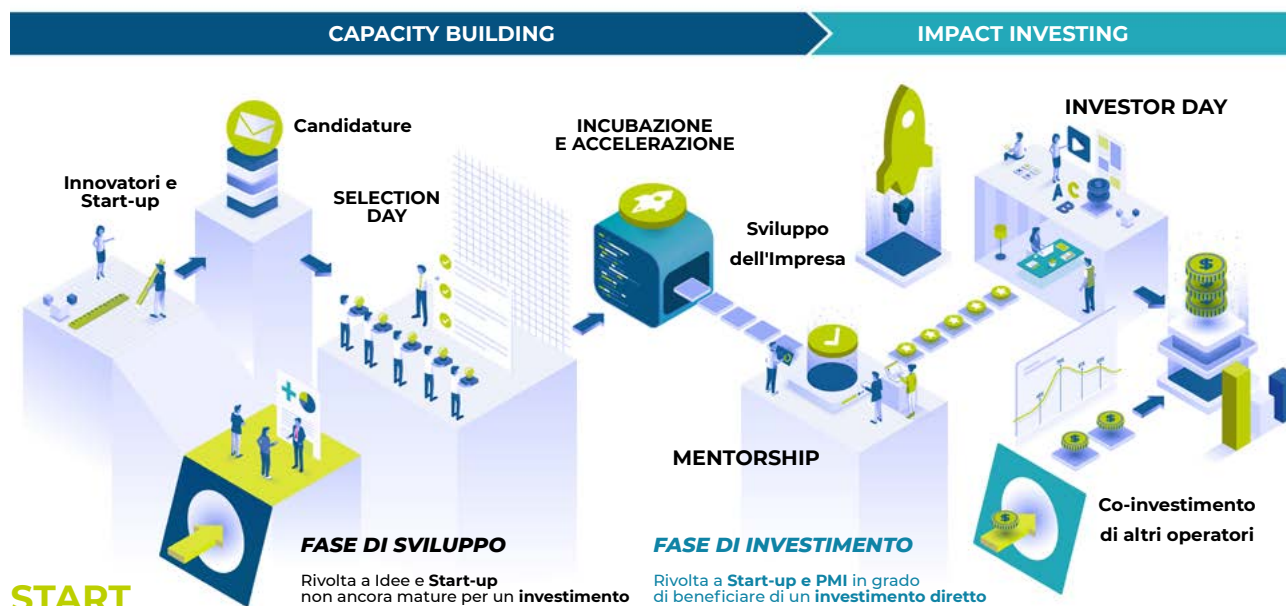 CAPACITY BUILDING
IMPACT INVESTING
Innovatori e
Start-up
Candidature
SELECTION
DAY
INCUBAZIONE
E ACCELERAZIONE
Sviluppo
dell'Impresa
INVESTOR DAY
A C
B
MENTORSHIP
Co-investimento
di altri operatori
FASE DI SVILUPPO
Rivolta a Idee e Start-up
non ancora mature per un investimento
FASE DI INVESTIMENTO
Rivolta a Start-up e PMI in grado
di beneficiare di un investimento diretto
START